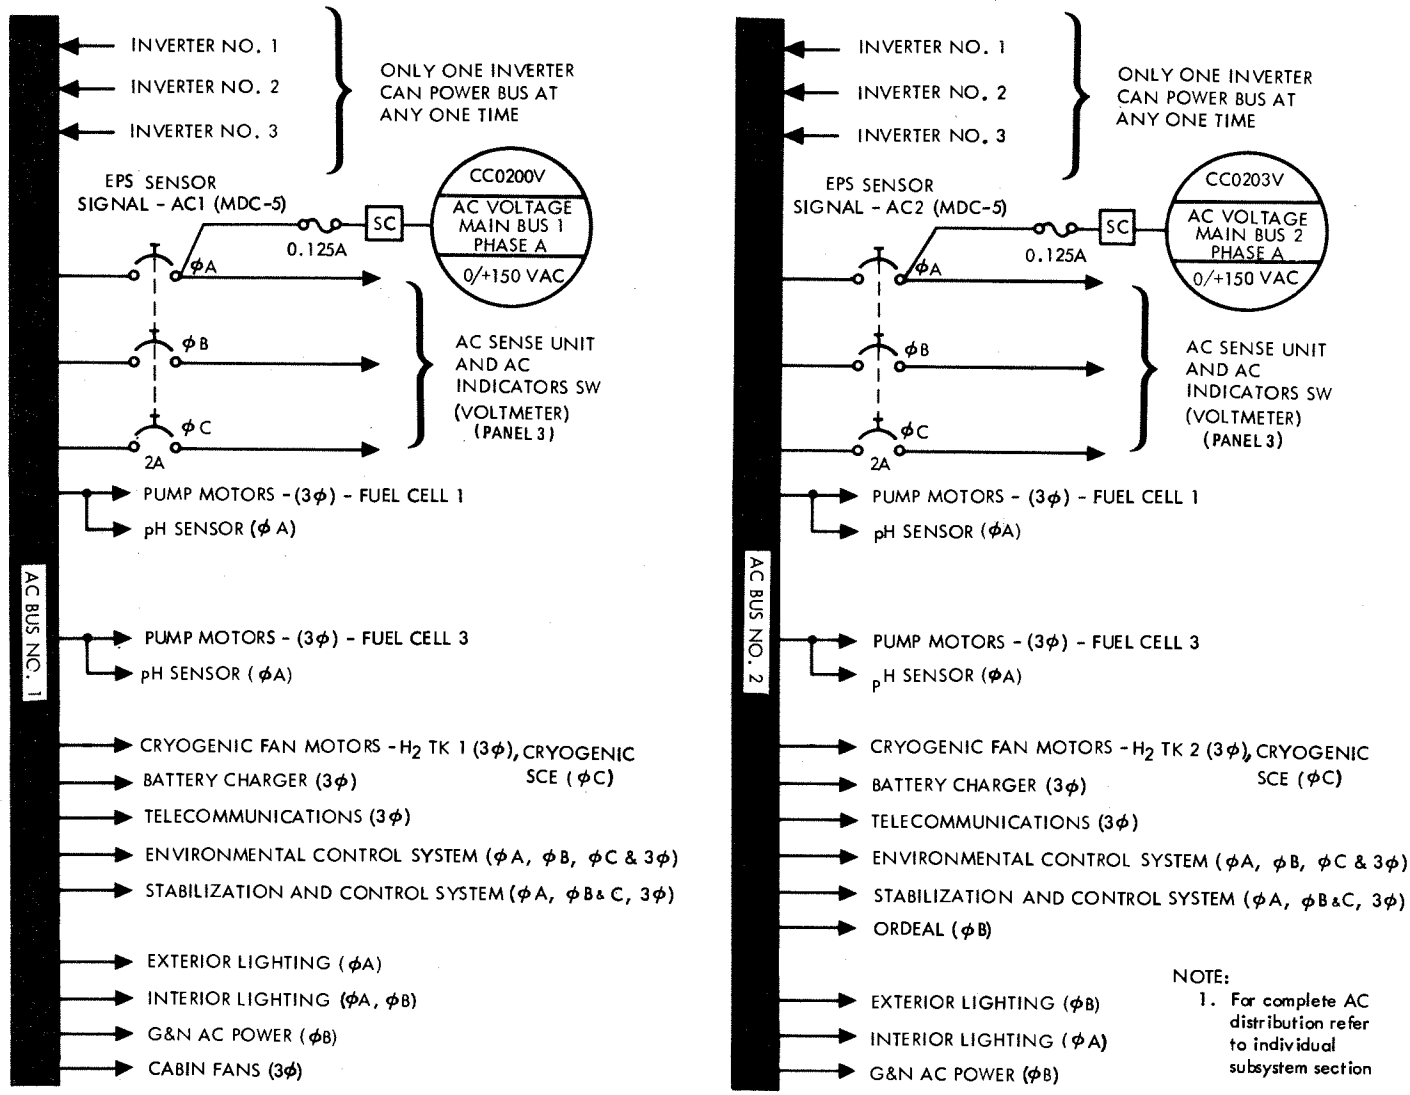 INVERTER NO. 1
INVERTER NO. 2
INVERTER NO. 3
ONLY ONE INVERTER
CAN POWER BUS AT
ANY ONE TIME
EPS SENSOR
SIGNAL - AC1 (MDC-5)
0.125A
SC
CC0200V
AC VOLTAGE
MAIN BUS 1
PHASE A
0/+150 VAC
ϕA
ϕB
ϕC
2A
AC SENSE UNIT
AND AC
INDICATORS SW
(VOLTMETER)
(PANEL 3)
PUMP MOTORS - (3ϕ) - FUEL CELL 1
pH SENSOR (ϕA)
AC BUS NO. 1
PUMP MOTORS - (3ϕ) - FUEL CELL 3
pH SENSOR (ϕA)
CRYOGENIC FAN MOTORS - H₂ TK 1 (3ϕ), CRYOGENIC
SCE (ϕC)
BATTERY CHARGER (3ϕ)
TELECOMMUNICATIONS (3ϕ)
ENVIRONMENTAL CONTROL SYSTEM (ϕA, ϕB, ϕC & 3ϕ)
STABILIZATION AND CONTROL SYSTEM (ϕA, ϕB & C, 3ϕ)
EXTERIOR LIGHTING (ϕA)
INTERIOR LIGHTING (ϕA, ϕB)
G&N AC POWER (ϕB)
CABIN FANS (3ϕ)
INVERTER NO. 1
INVERTER NO. 2
INVERTER NO. 3
ONLY ONE INVERTER
CAN POWER BUS AT
ANY ONE TIME
EPS SENSOR
SIGNAL - AC2 (MDC-5)
0.125A
SC
CC0203V
AC VOLTAGE
MAIN BUS 2
PHASE A
0/+150 VAC
ϕA
ϕB
ϕC
2A
AC SENSE UNIT
AND AC
INDICATORS SW
(VOLTMETER)
(PANEL 3)
PUMP MOTORS - (3ϕ) - FUEL CELL 1
pH SENSOR (ϕA)
AC BUS NO. 2
PUMP MOTORS - (3ϕ) - FUEL CELL 3
pH SENSOR (ϕA)
CRYOGENIC FAN MOTORS - H₂ TK 2 (3ϕ), CRYOGENIC
SCE (ϕC)
BATTERY CHARGER (3ϕ)
TELECOMMUNICATIONS (3ϕ)
ENVIRONMENTAL CONTROL SYSTEM (ϕA, ϕB, ϕC & 3ϕ)
STABILIZATION AND CONTROL SYSTEM (ϕA, ϕB & C, 3ϕ)
ORDEAL (ϕB)
EXTERIOR LIGHTING (ϕB)
INTERIOR LIGHTING (ϕA)
G&N AC POWER (ϕB)
NOTE:
1. For complete AC
distribution refer
to individual
subsystem section